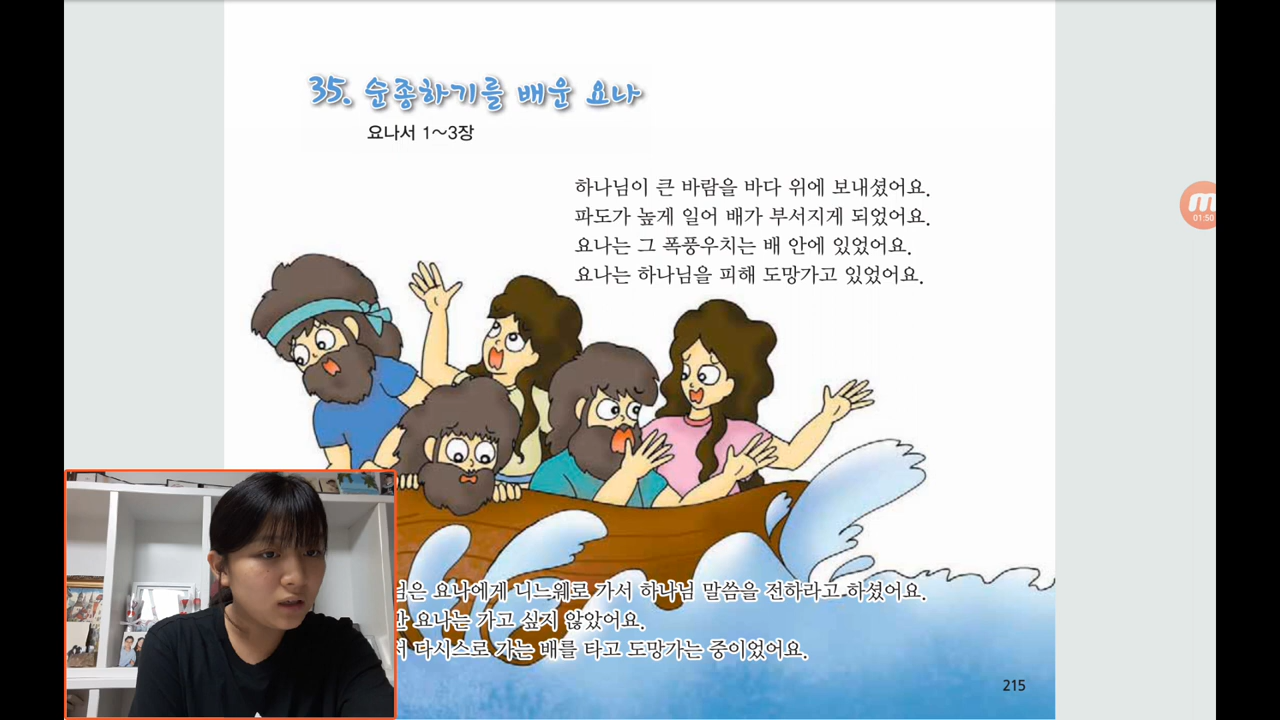 35. 순종하기를 배운 요나
요나서 1~3장
하나님이 큰 바람을 바다 위에 보내셨어요.
파도가 높게 일어 배가 부서지게 되었어요.
요나는 그 폭풍우치는 배 안에 있었어요.
요나는 하나님을 피해 도망가고 있었어요.
01:50
은 요나에게 니느웨로 가서 하나님 말씀을 전하라고 하셨어요.
요나는 가고 싶지 않았어요.
다시스로 가는 배를 타고 도망가는 중이었어요.
215